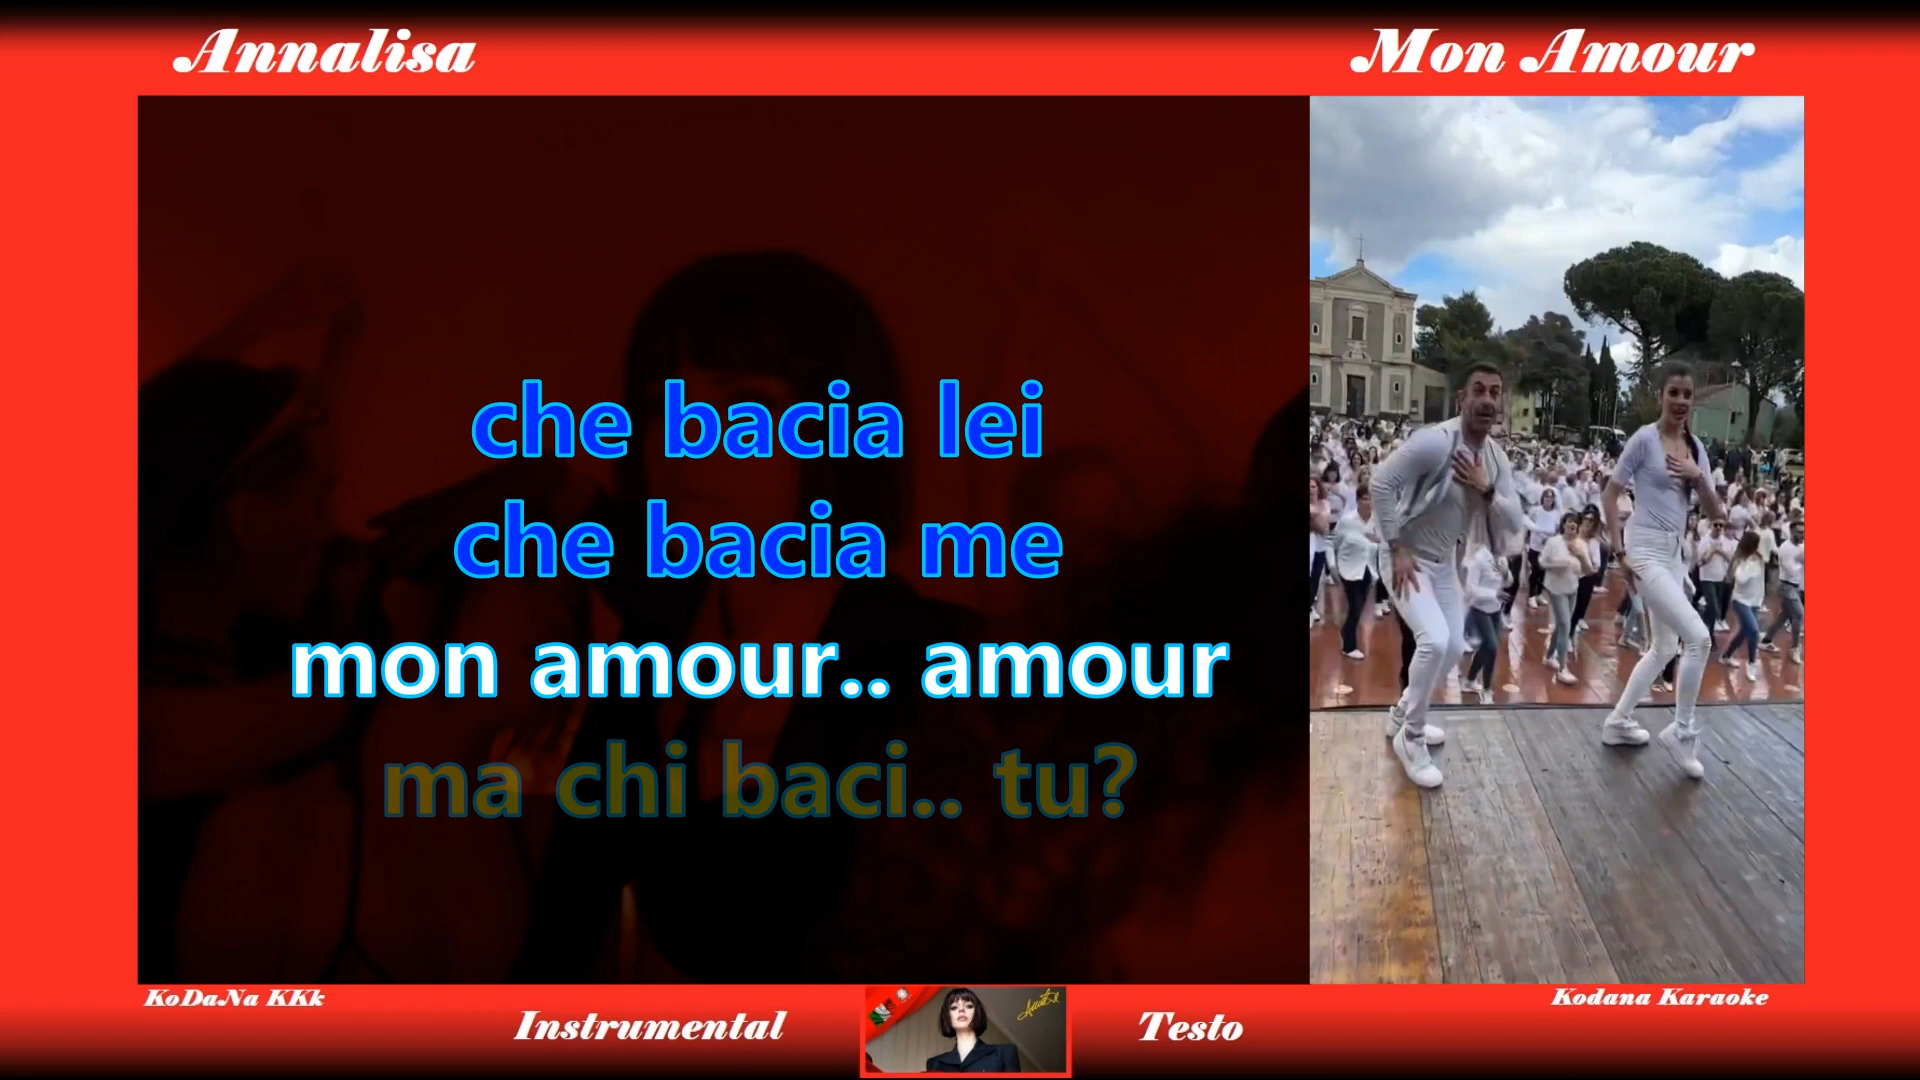 Annalisa
Mon Amour
che bacia lei
che bacia me
mon amour.. amour
ma chi baci.. tu?
KoDaNa KKk
Kodana Karaoke
Instrumental
Testo